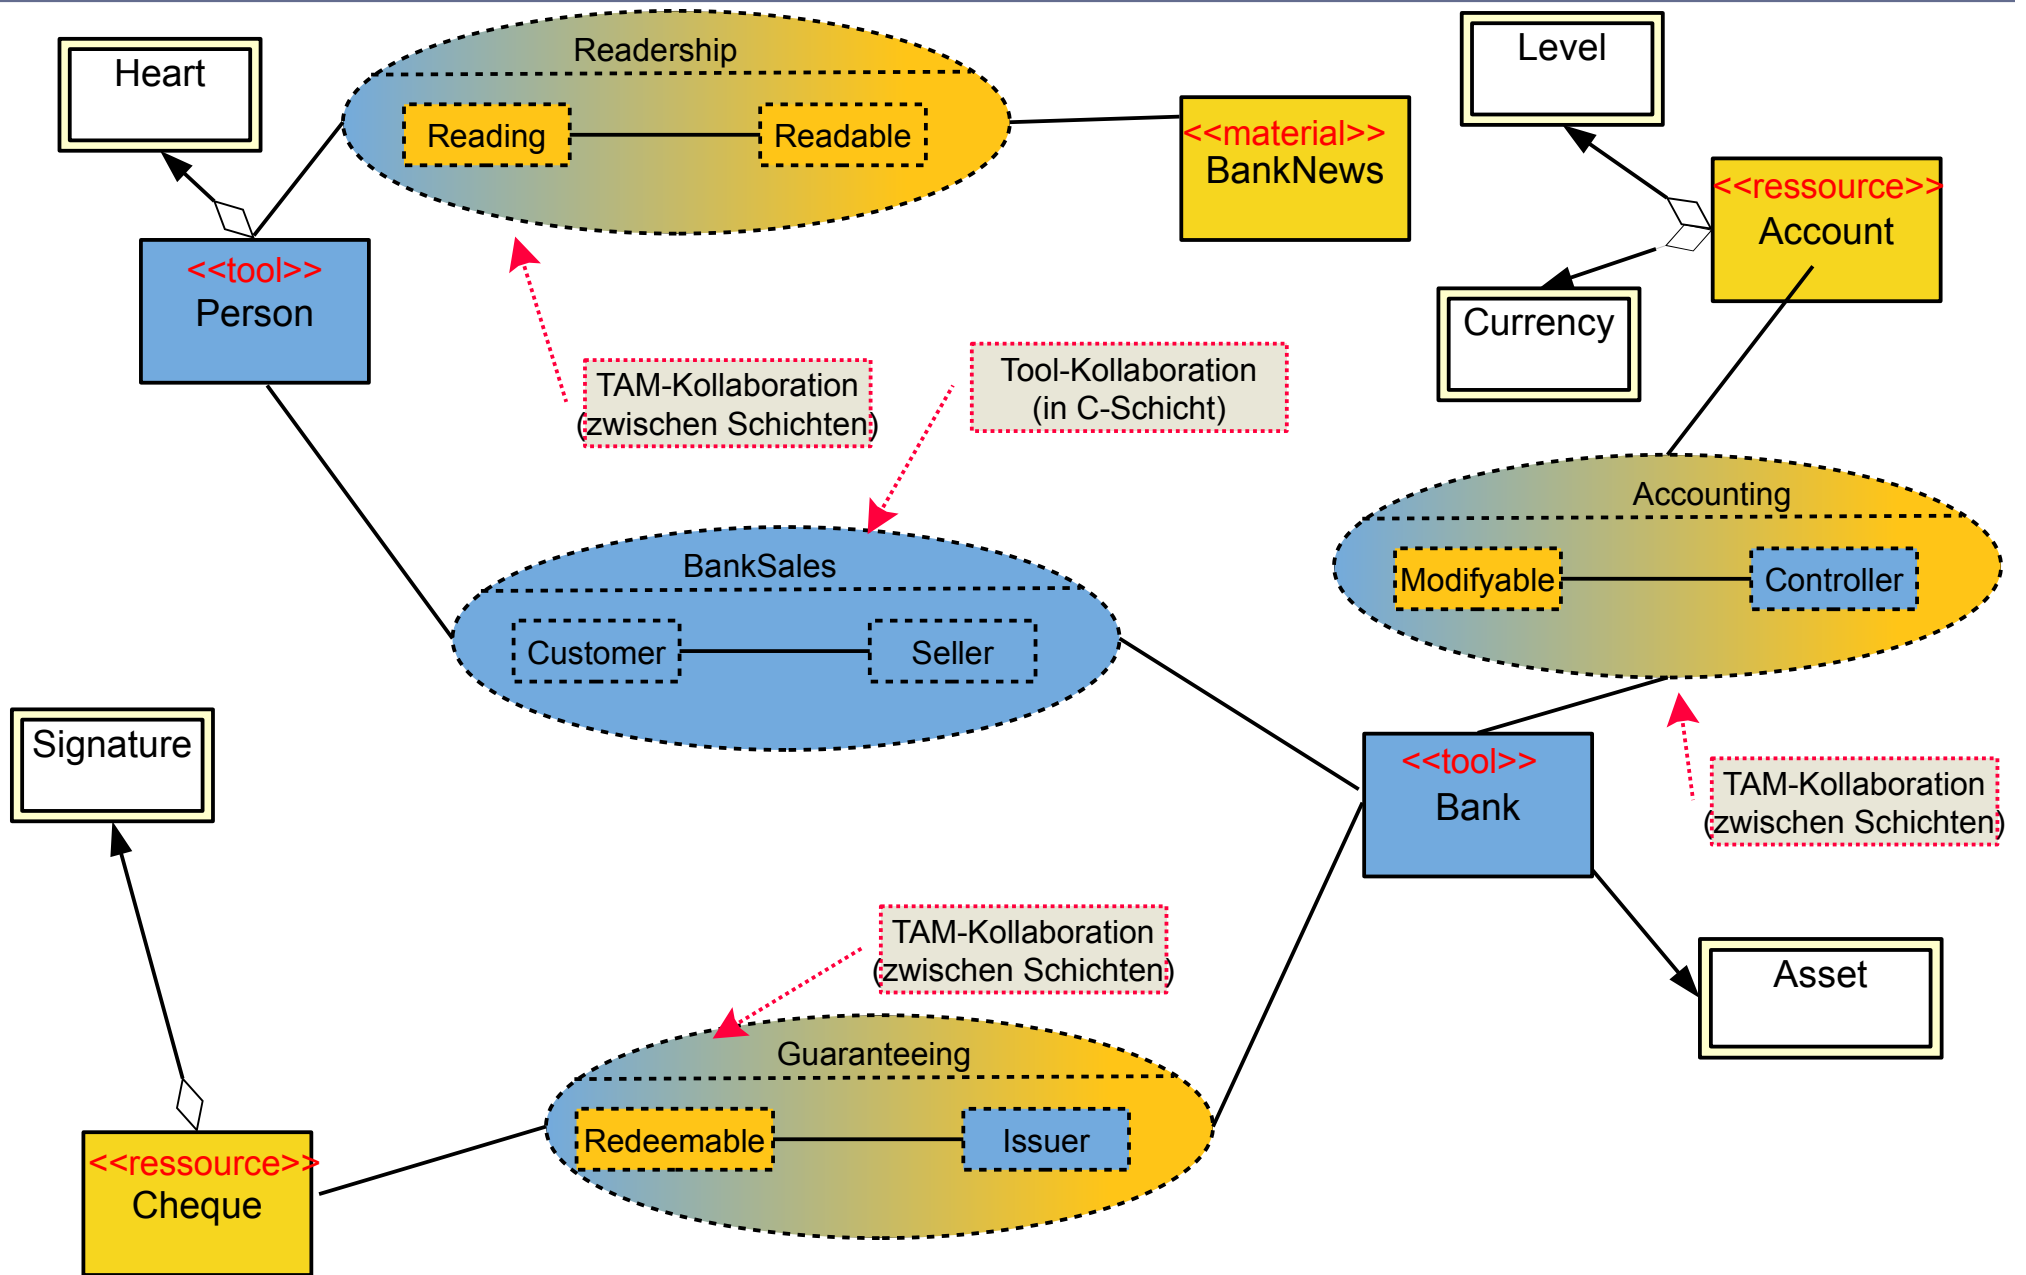 Readership
Heart
Level
Reading
Readable
<<material>>
BankNews
<<ressource>>
Account
<<tool>>
Person
Currency
TAM-Kollaboration
(zwischen Schichten)
Tool-Kollaboration
(in C-Schicht)
Accounting
Modifyable
Controller
BankSales
Customer
Seller
Signature
<<tool>>
Bank
TAM-Kollaboration
(zwischen Schichten)
TAM-Kollaboration
(zwischen Schichten)
Asset
Guaranteeing
Redeemable
Issuer
<<ressource>>
Cheque